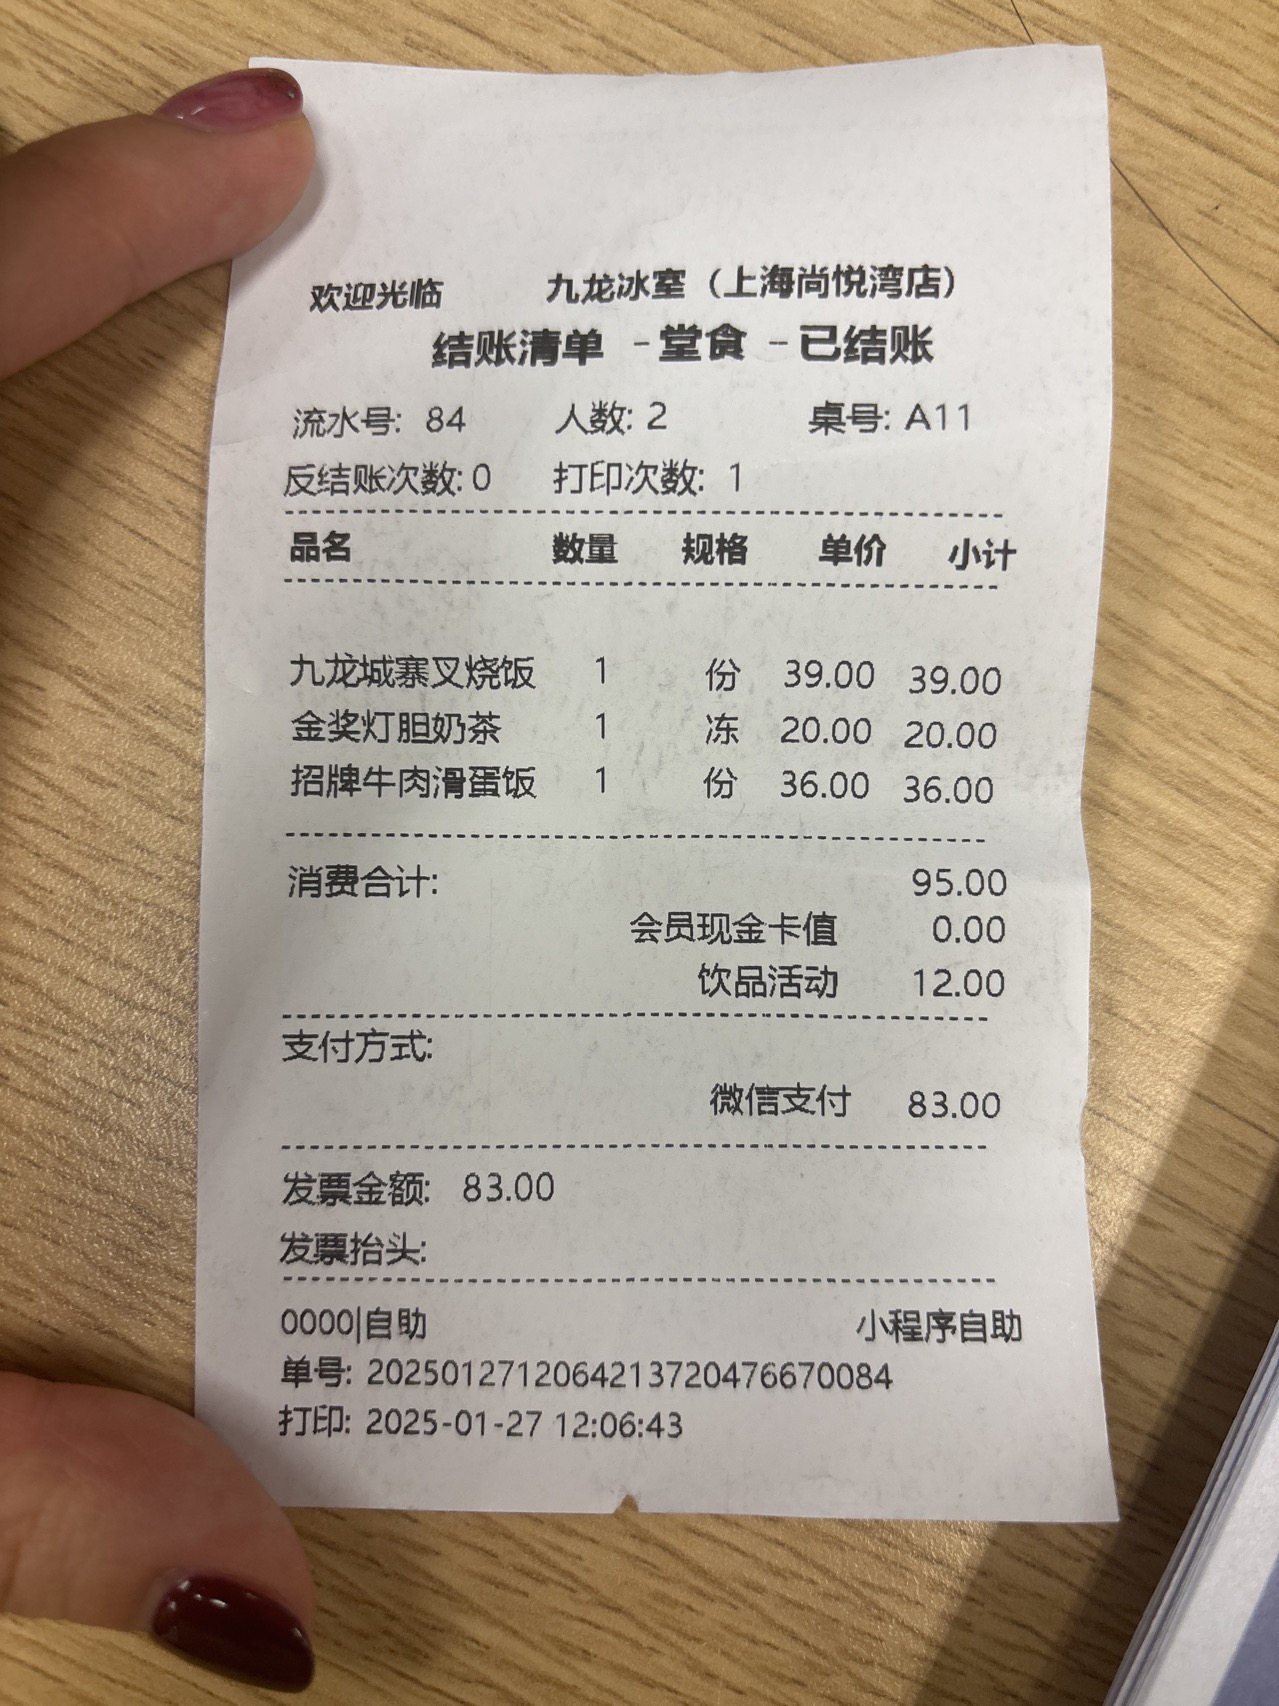 欢迎光临 九龙冰室（上海尚悦湾店）
结账清单 -堂食 -已结账
流水号: 84 人数: 2 桌号: A11
反结账次数: 0 打印次数: 1
品名 数量 规格 单价 小计
九龙城寨叉烧饭 1 份 39.00 39.00
金奖灯胆奶茶 1 冻 20.00 20.00
招牌牛肉滑蛋饭 1 份 36.00 36.00
消费合计: 95.00
会员现金卡值 0.00
饮品活动 12.00
支付方式:
微信支付 83.00
发票金额: 83.00
发票抬头:
0000|自助 小程序自助
单号: 20250127120642137204766​70084
打印: 2025-01-27 12:06:43